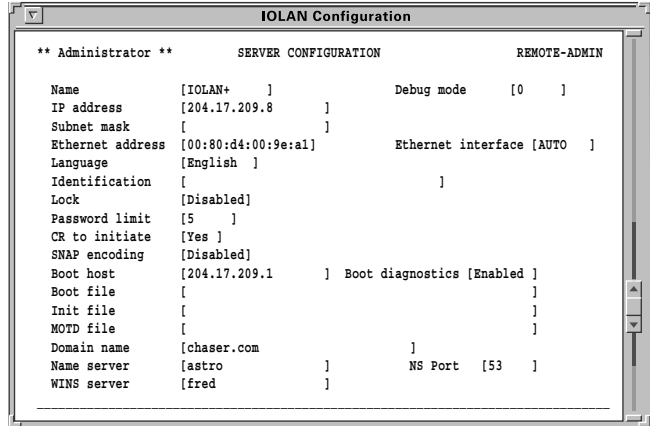 IOLAN Configuration
** Administrator ** SERVER CONFIGURATION REMOTE-ADMIN
Name [IOLAN+ ] Debug mode [0 ]
IP address [204.17.209.8 ]
Subnet mask [ ]
Ethernet address [00:80:d4:00:9e:a1] Ethernet interface [AUTO ]
Language [English ]
Identification [ ]
Lock [Disabled]
Password limit [5 ]
CR to initiate [Yes ]
SNAP encoding [Disabled]
Boot host [204.17.209.1 ] Boot diagnostics [Enabled ]
Boot file [ ]
Init file [ ]
MOTD file [ ]
Domain name [chaser.com ]
Name server [astro ] NS Port [53 ]
WINS server [fred ]